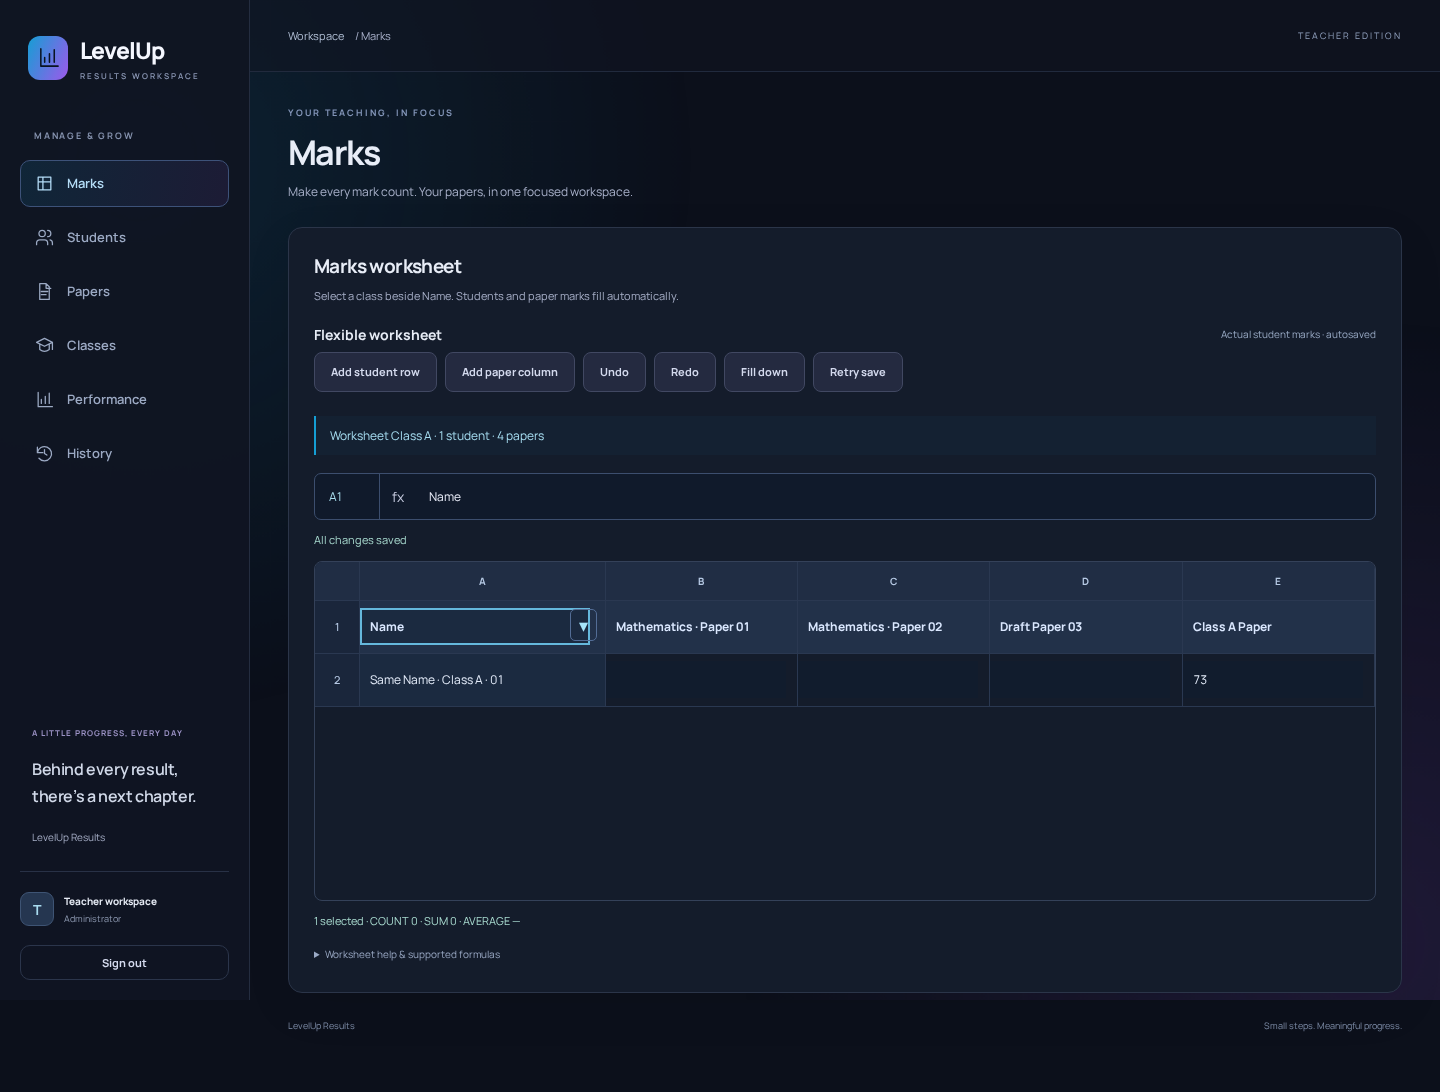 LevelUp
RESULTS WORKSPACE
MANAGE & GROW
Marks
Students
Papers
Classes
Performance
History
A LITTLE PROGRESS, EVERY DAY
Behind every result,
there's a next chapter.
LevelUp Results
T
Teacher workspace
Administrator
Sign out
Workspace / Marks
TEACHER EDITION
YOUR TEACHING, IN FOCUS
Marks
Make every mark count. Your papers, in one focused workspace.
Marks worksheet
Select a class beside Name. Students and paper marks fill automatically.
Flexible worksheet
Actual student marks · autosaved
Add student row Add paper column Undo Redo Fill down Retry save
Worksheet Class A · 1 student · 4 papers
A1 fx Name
All changes saved
A B C D E
1 Name ▼ Mathematics · Paper 01 Mathematics · Paper 02 Draft Paper 03 Class A Paper
2 Same Name · Class A · 01 73
1 selected · COUNT 0 · SUM 0 · AVERAGE —
▶ Worksheet help & supported formulas
LevelUp Results
Small steps. Meaningful progress.